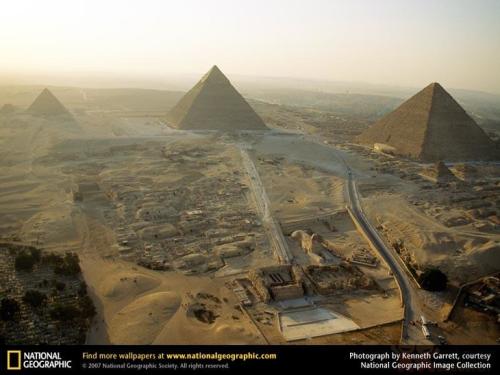 NATIONAL
GEOGRAPHIC
Find more wallpapers at www.nationalgeographic.com
© 2007 National Geographic Society. All rights reserved.
Photograph by Kenneth Garrett, courtesy
National Geographic Image Collection